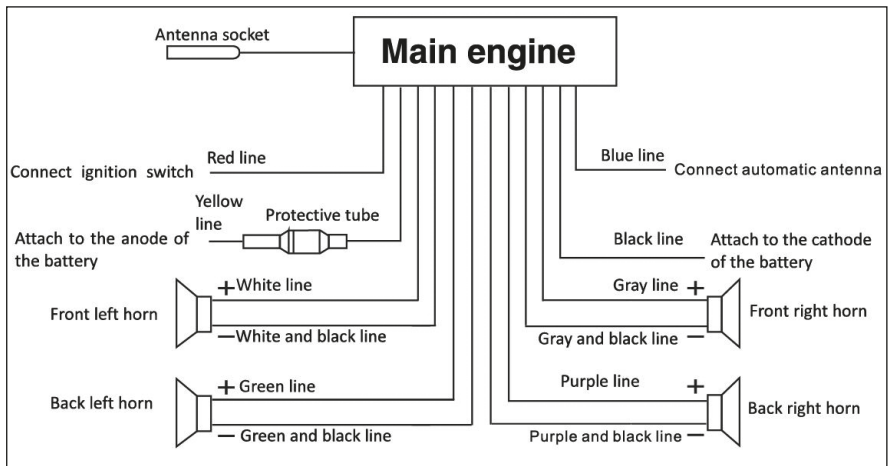 Antenna socket
Main engine
Red line
Connect ignition switch
Blue line
Connect automatic antenna
Yellow
line
Protective tube
Attach to the anode of
the battery
Black line
Attach to the cathode
of the battery
+ White line
Front left horn
− White and black line
Gray line +
Front right horn
Gray and black line −
+ Green line
Back left horn
− Green and black line
Purple line +
Back right horn
Purple and black line −